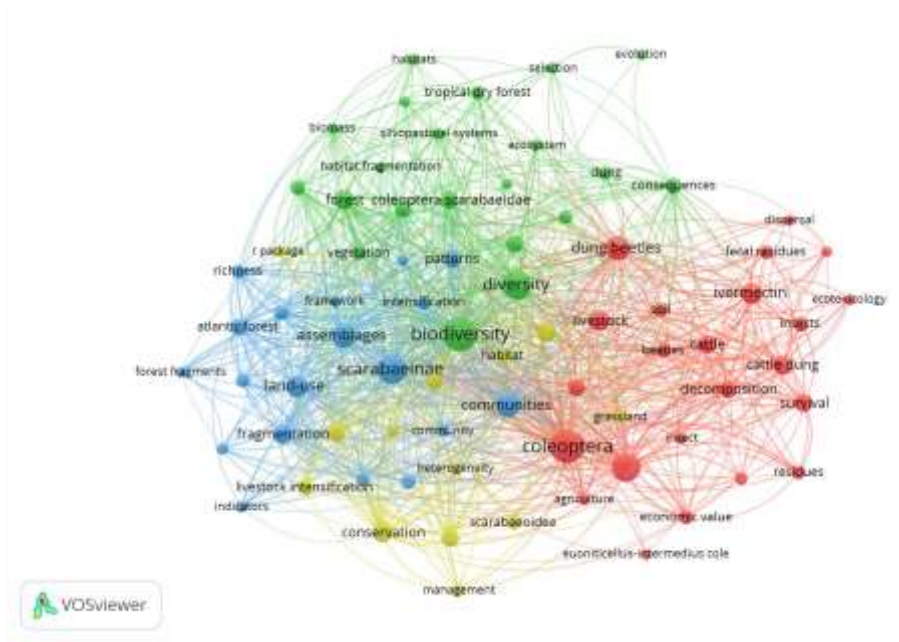 habitats
evolution
selection
tropical dry forest
biomass
silvopastoral systems
ecosystem
habitat fragmentation
dung
consequences
forest
coleoptera scarabaeidae
dispersal
dung beetles
fecal residues
r package
vegetation
patterns
richness
diversity
ivermectin
ecotoxicology
framework
intensification
soil
livestock
insects
atlantic forest
assemblages
biodiversity
beetles
cattle
habitat
forest fragments
scarabaeinae
cattle dung
land-use
decomposition
communities
survival
grassland
fragmentation
community
insect
coleoptera
heterogeneity
residues
livestock intensification
agriculture
indicators
economic value
scarabaeoidea
conservation
euoniticellus-intermedius cole
management
VOSviewer